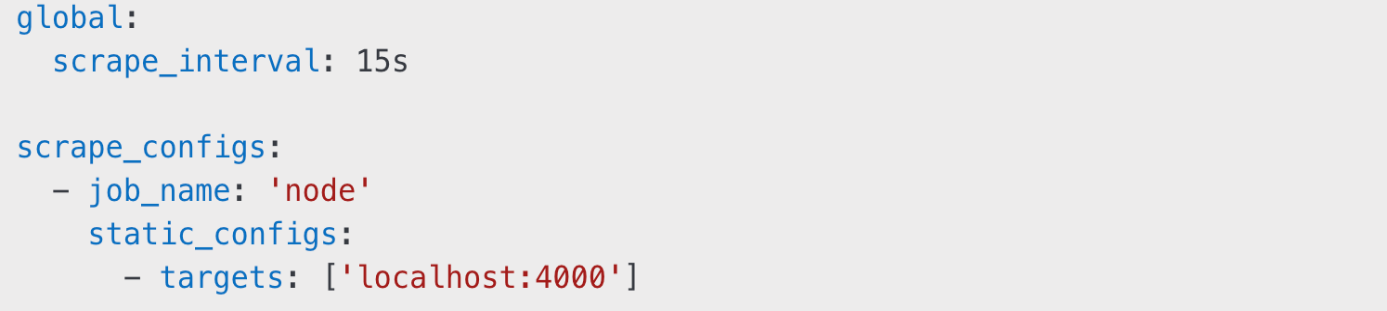 global:
  scrape_interval: 15s

scrape_configs:
  - job_name: 'node'
    static_configs:
      - targets: ['localhost:4000']